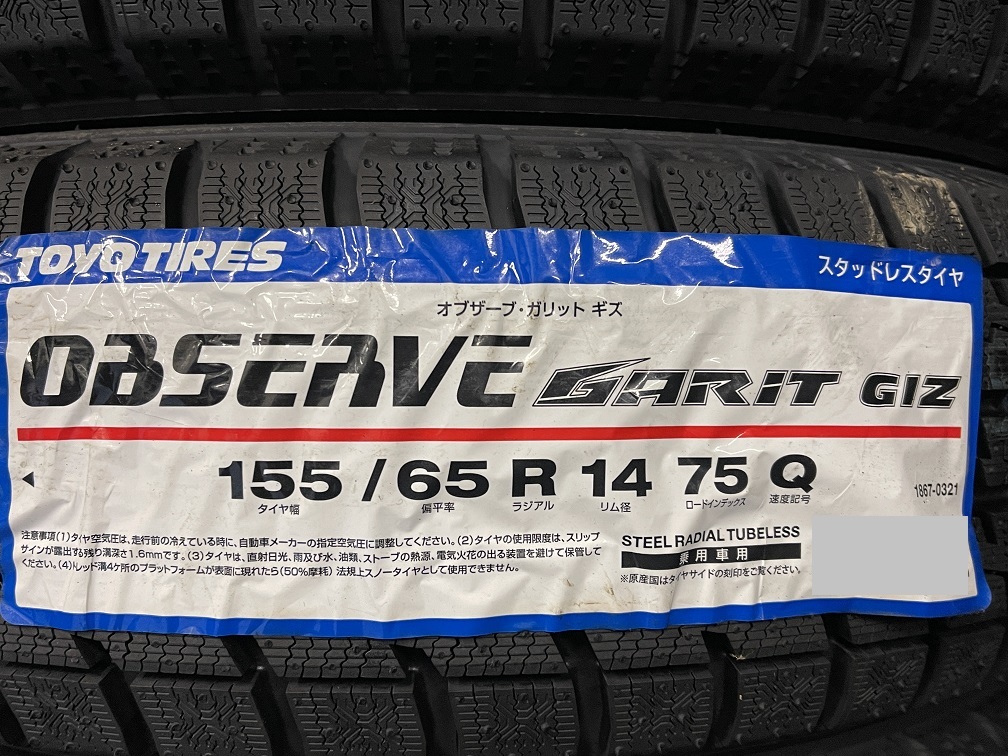 TOYO TIRES
スタッドレスタイヤ
オブザーブ・ガリット ギズ
OBSERVE GARIT GIZ
155 / 65 R 14 75 Q
タイヤ幅 偏平率 ラジアル リム径 ロードインデックス 速度記号
1867-0321
注意事項(1)タイヤ空気圧は、走行前の冷えている時に、自動車メーカーの指定空気圧に調整してください。(2)タイヤの使用限度は、スリップ
サインが露出する残り溝深さ1.6mmです。(3)タイヤは、直射日光、雨及び水、油類、ストーブの熱源、電気火花の出る装置を避けて保管して
ください。(4)トレッド溝4ヶ所のプラットフォームが表面に現れたら(50%摩耗)法規上スノータイヤとして使用できません。
STEEL RADIAL TUBELESS
乗用車用
※原産国はタイヤサイドの刻印をご覧ください。